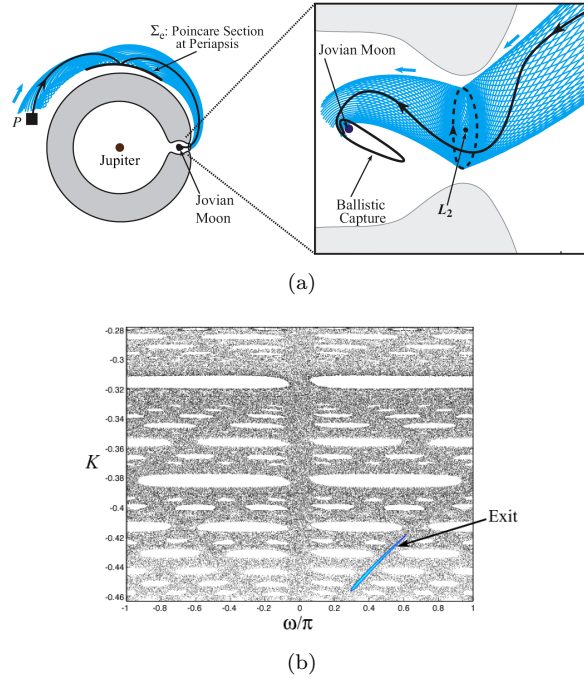 Σe: Poincare Section
at Periapsis
P
Jupiter
Jovian
Moon
Jovian Moon
Ballistic
Capture
L2
(a)
-0.28
-0.3
-0.32
-0.34
-0.36
-0.38
-0.4
-0.42
-0.44
-0.46
K
Exit
-1 -0.8 -0.6 -0.4 -0.2 0 0.2 0.4 0.6 0.8 1
ω/π
(b)